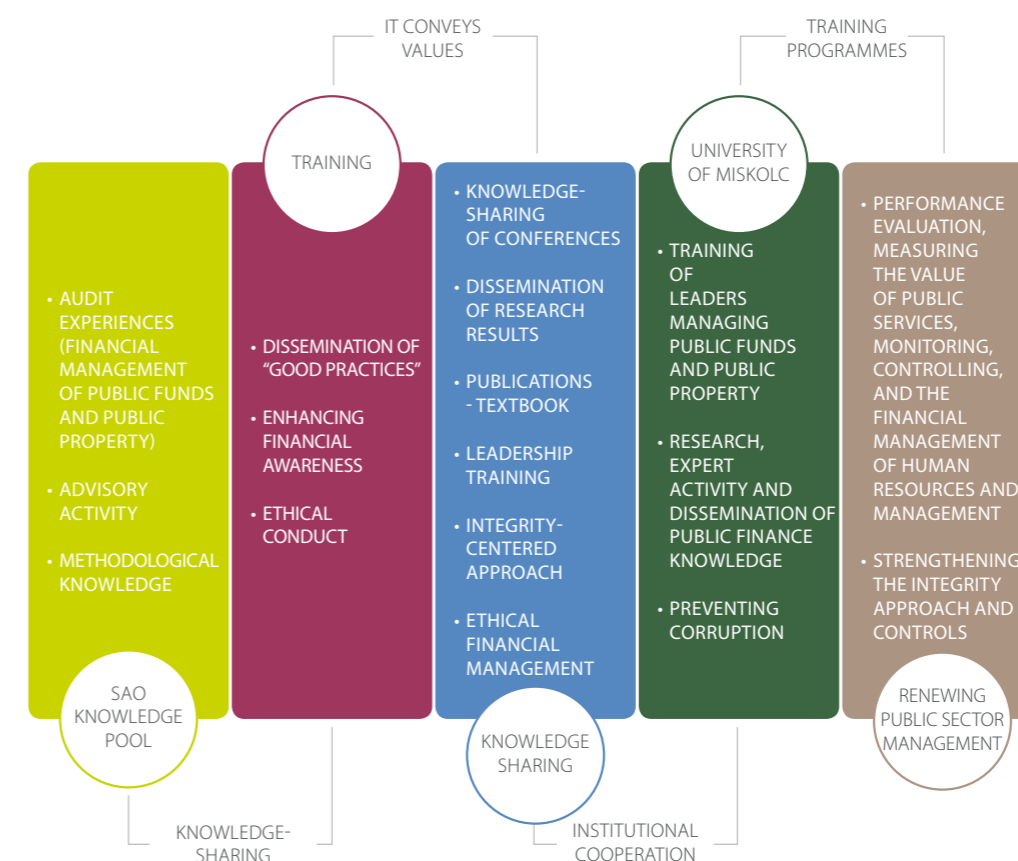 IT CONVEYS
VALUES
TRAINING
PROGRAMMES
• AUDIT
EXPERIENCES
(FINANCIAL
MANAGEMENT
OF PUBLIC FUNDS
AND PUBLIC
PROPERTY)
• ADVISORY
ACTIVITY
• METHODOLOGICAL
KNOWLEDGE
SAO
KNOWLEDGE
POOL
KNOWLEDGE-
SHARING
TRAINING
• DISSEMINATION OF
“GOOD PRACTICES”
• ENHANCING
FINANCIAL
AWARENESS
• ETHICAL
CONDUCT
• KNOWLEDGE-
SHARING
OF CONFERENCES
• DISSEMINATION
OF RESEARCH
RESULTS
• PUBLICATIONS
- TEXTBOOK
• LEADERSHIP
TRAINING
• INTEGRITY-
CENTERED
APPROACH
• ETHICAL
FINANCIAL
MANAGEMENT
KNOWLEDGE
SHARING
INSTITUTIONAL
COOPERATION
UNIVERSITY
OF MISKOLC
• TRAINING
OF
LEADERS
MANAGING
PUBLIC FUNDS
AND PUBLIC
PROPERTY
• RESEARCH,
EXPERT
ACTIVITY AND
DISSEMINATION OF
PUBLIC FINANCE
KNOWLEDGE
• PREVENTING
CORRUPTION
• PERFORMANCE
EVALUATION,
MEASURING
THE VALUE
OF PUBLIC
SERVICES,
MONITORING,
CONTROLLING,
AND THE
FINANCIAL
MANAGEMENT
OF HUMAN
RESOURCES AND
MANAGEMENT
• STRENGTHENING
THE INTEGRITY
APPROACH AND
CONTROLS
RENEWING
PUBLIC SECTOR
MANAGEMENT